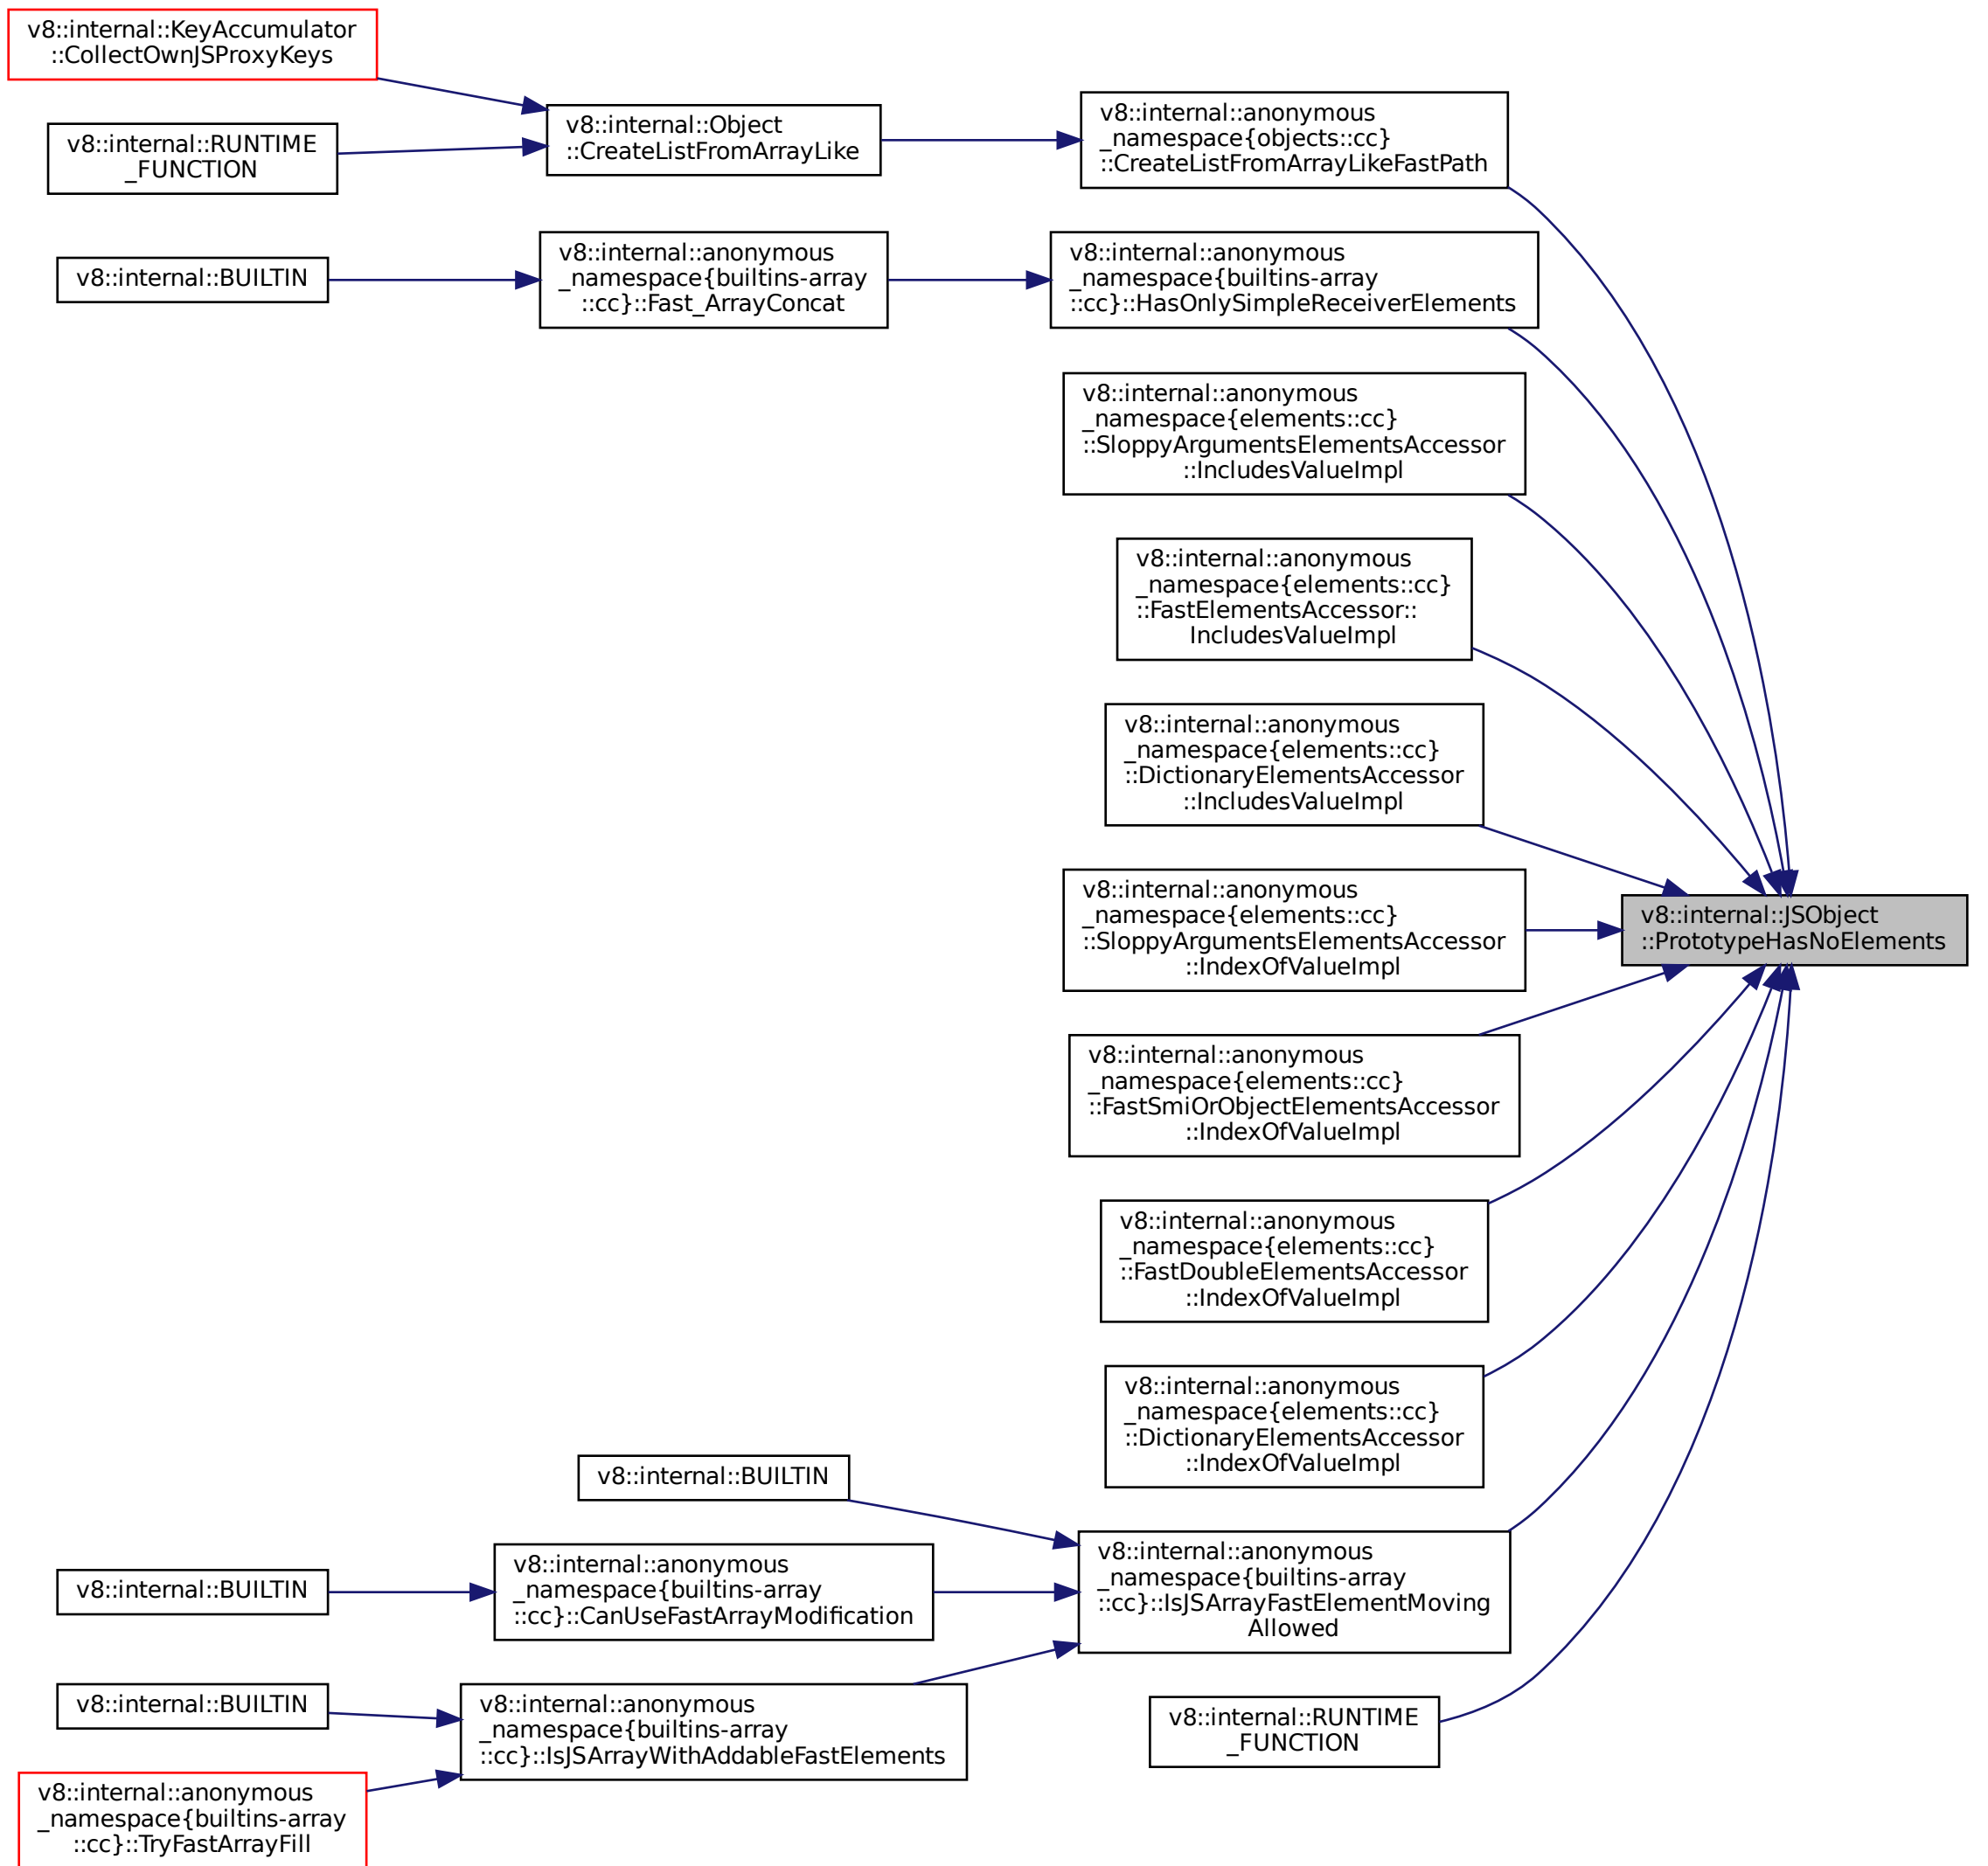 v8::internal::KeyAccumulator
::CollectOwnJSProxyKeys
v8::internal::RUNTIME
_FUNCTION
v8::internal::Object
::CreateListFromArrayLike
v8::internal::anonymous
_namespace{objects::cc}
::CreateListFromArrayLikeFastPath
v8::internal::BUILTIN
v8::internal::anonymous
_namespace{builtins-array
::cc}::Fast_ArrayConcat
v8::internal::anonymous
_namespace{builtins-array
::cc}::HasOnlySimpleReceiverElements
v8::internal::anonymous
_namespace{elements::cc}
::SloppyArgumentsElementsAccessor
::IncludesValueImpl
v8::internal::anonymous
_namespace{elements::cc}
::FastElementsAccessor::
IncludesValueImpl
v8::internal::anonymous
_namespace{elements::cc}
::DictionaryElementsAccessor
::IncludesValueImpl
v8::internal::anonymous
_namespace{elements::cc}
::SloppyArgumentsElementsAccessor
::IndexOfValueImpl
v8::internal::JSObject
::PrototypeHasNoElements
v8::internal::anonymous
_namespace{elements::cc}
::FastSmiOrObjectElementsAccessor
::IndexOfValueImpl
v8::internal::anonymous
_namespace{elements::cc}
::FastDoubleElementsAccessor
::IndexOfValueImpl
v8::internal::anonymous
_namespace{elements::cc}
::DictionaryElementsAccessor
::IndexOfValueImpl
v8::internal::BUILTIN
v8::internal::BUILTIN
v8::internal::anonymous
_namespace{builtins-array
::cc}::CanUseFastArrayModification
v8::internal::anonymous
_namespace{builtins-array
::cc}::IsJSArrayFastElementMoving
Allowed
v8::internal::BUILTIN
v8::internal::anonymous
_namespace{builtins-array
::cc}::IsJSArrayWithAddableFastElements
v8::internal::RUNTIME
_FUNCTION
v8::internal::anonymous
_namespace{builtins-array
::cc}::TryFastArrayFill